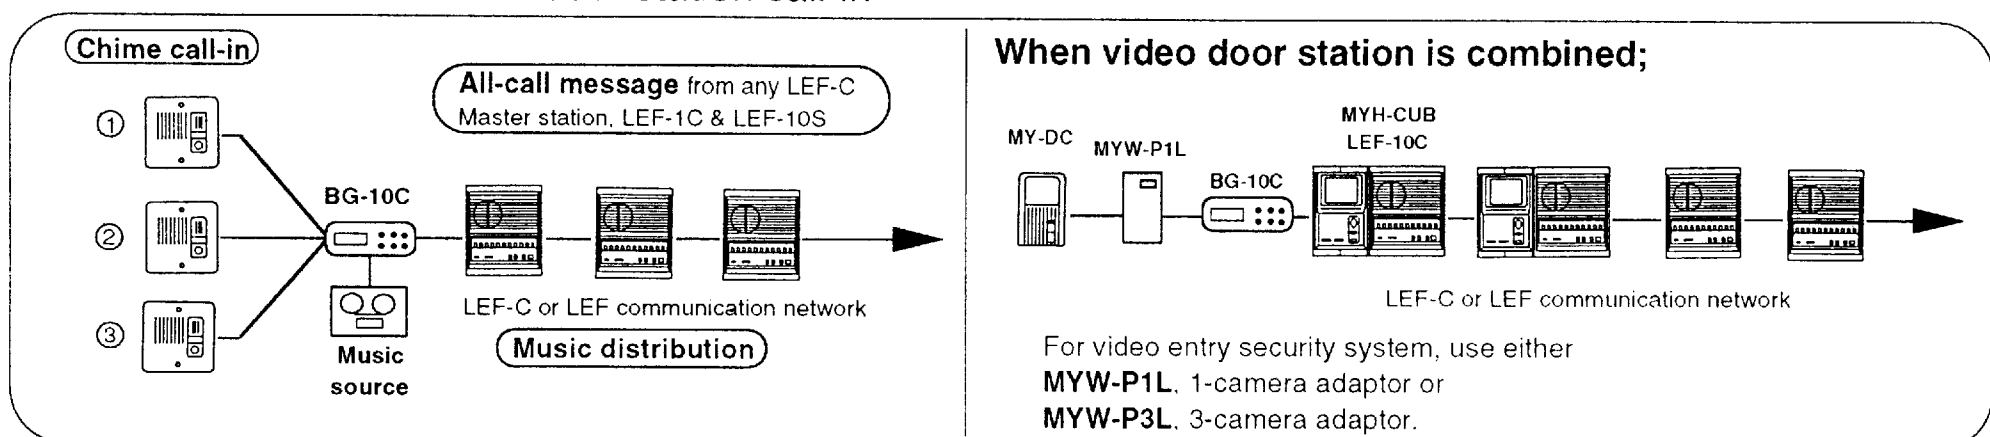 Chime call-in
All-call message from any LEF-C
Master station, LEF-1C & LEF-10S
①
②
③
BG-10C
LEF-C or LEF communication network
Music distribution
Music
source
When video door station is combined;
MY-DC
MYW-P1L
BG-10C
MYH-CUB
LEF-10C
LEF-C or LEF communication network
For video entry security system, use either
MYW-P1L, 1-camera adaptor or
MYW-P3L, 3-camera adaptor.